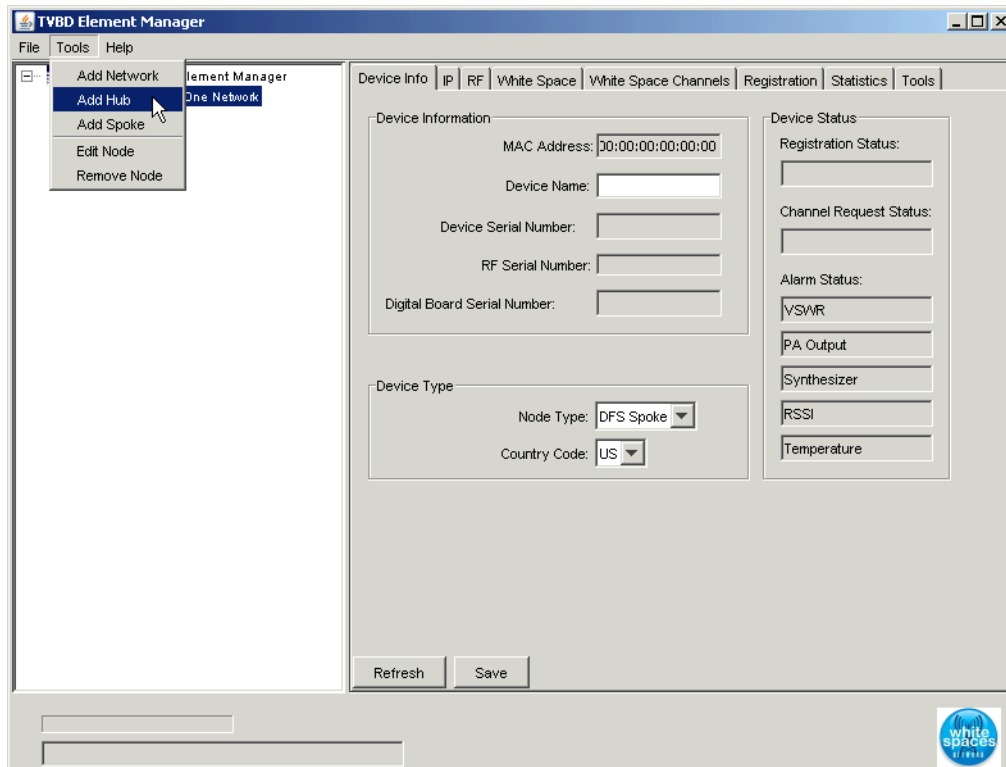 TVBD Element Manager
File Tools Help
Add Network
Add Hub
Add Spoke
Edit Node
Remove Node
lement Manager
One Network
Device Info IP RF White Space White Space Channels Registration Statistics Tools
Device Information
MAC Address: 00:00:00:00:00:00
Device Name:
Device Serial Number:
RF Serial Number:
Digital Board Serial Number:
Device Type
Node Type: DFS Spoke
Country Code: US
Device Status
Registration Status:
Channel Request Status:
Alarm Status:
VSWR
PA Output
Synthesizer
RSSI
Temperature
Refresh Save
white
spaces
NETWORK